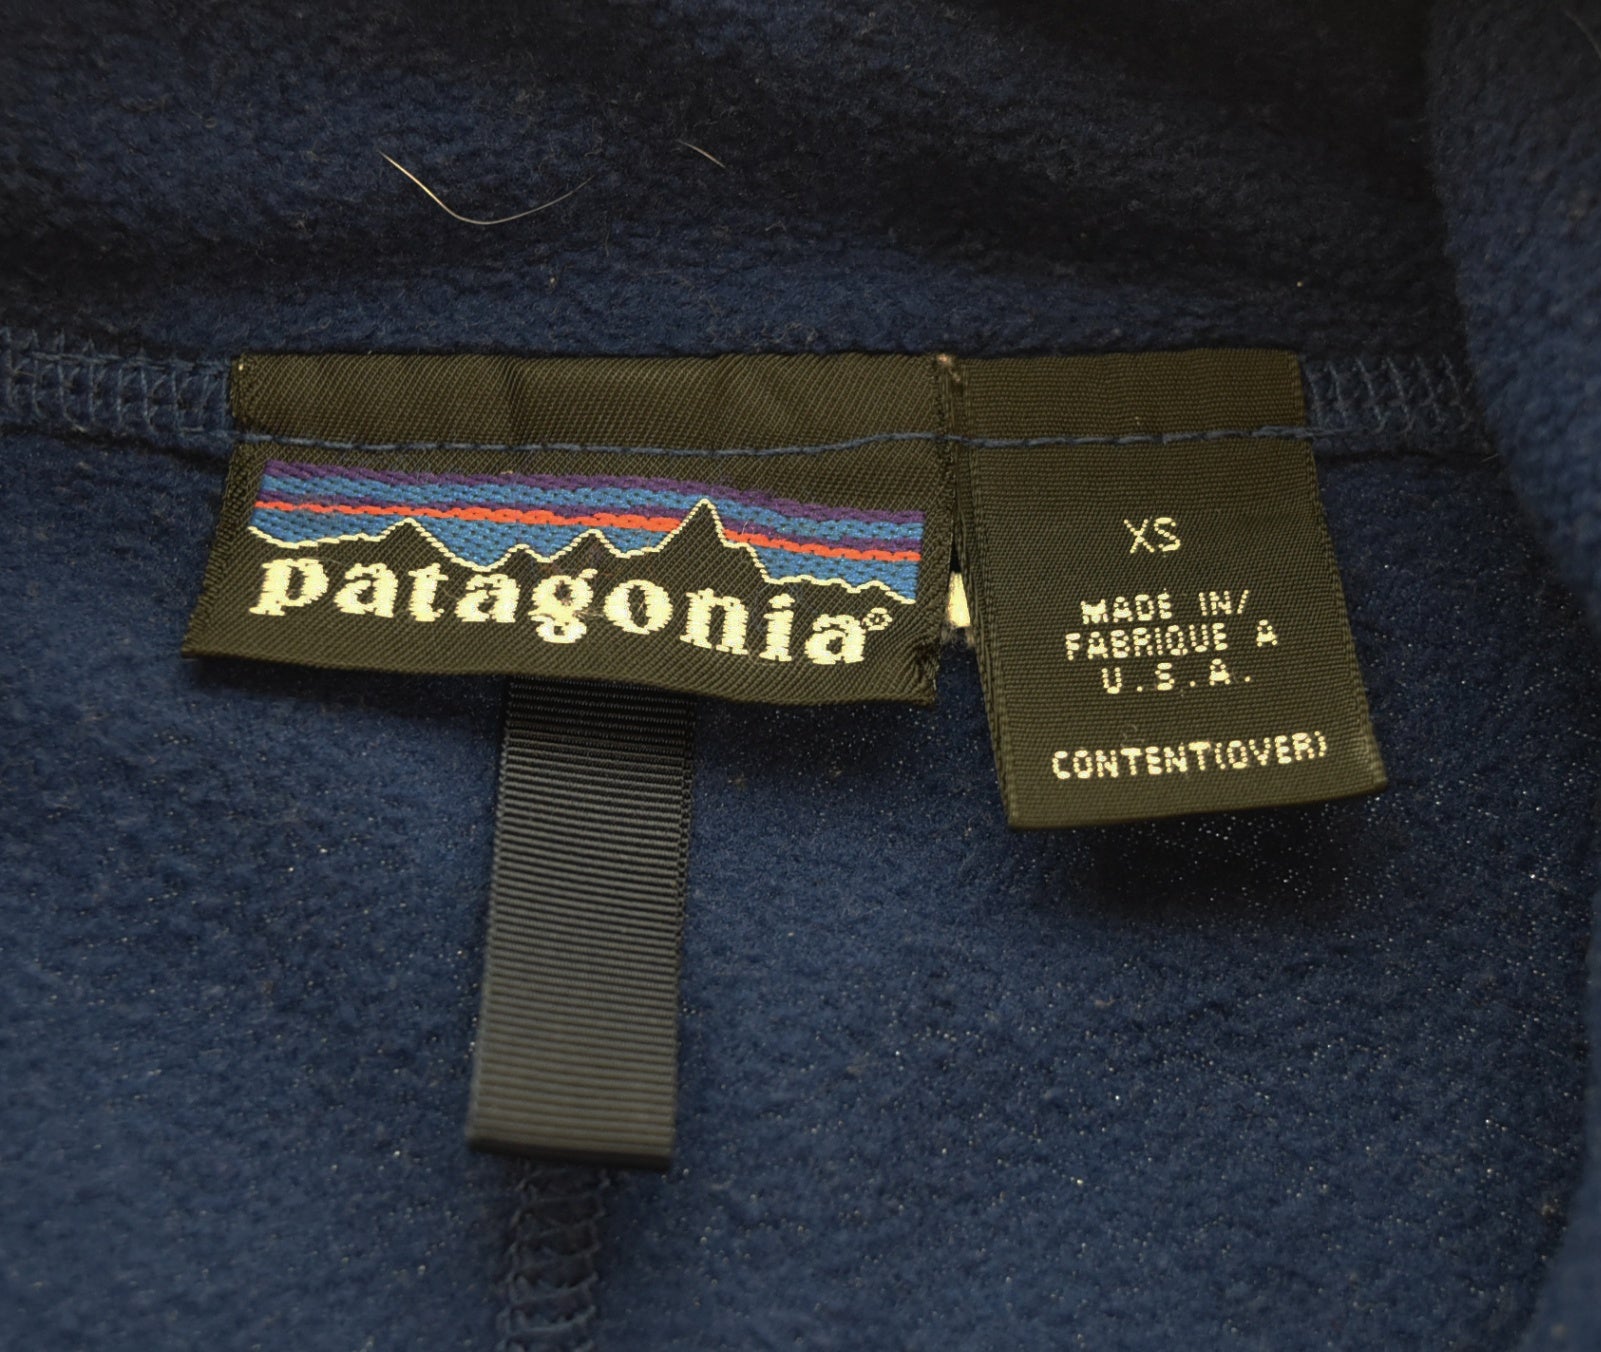 patagonia®
XS
MADE IN/
FABRIQUE A
U.S.A.
CONTENT(OVER)